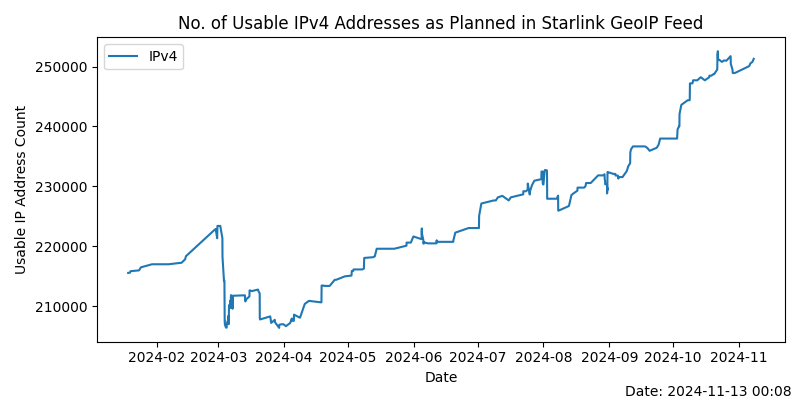 No. of Usable IPv4 Addresses as Planned in Starlink GeoIP Feed
IPv4
250000
240000
230000
220000
210000
Usable IP Address Count
2024-02 2024-03 2024-04 2024-05 2024-06 2024-07 2024-08 2024-09 2024-10 2024-11
Date
Date: 2024-11-13 00:08